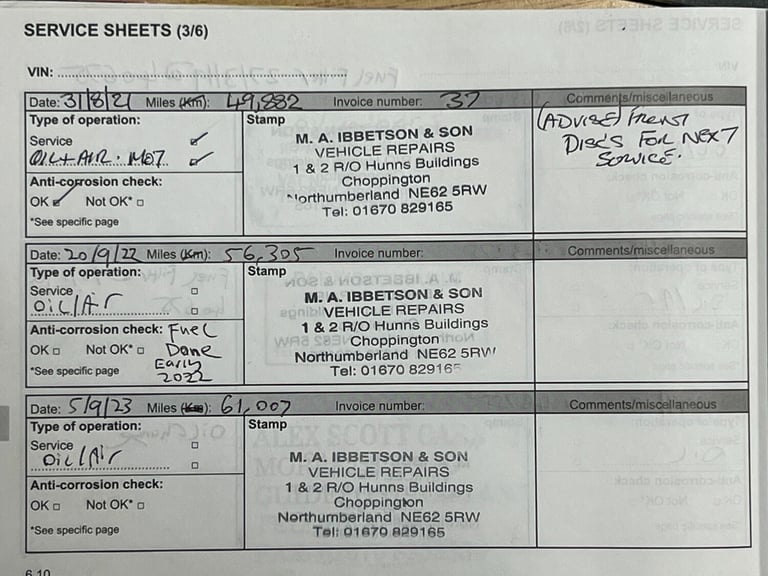 SERVICE SHEETS (3/6)
VIN:
Date: 31/8/21 Miles (Km): 49,882 Invoice number: 37 Comments/miscellaneous
Type of operation: Stamp
Service
OIL + AIR. MOT
Anti-corrosion check:
OK Not OK*
*See specific page
M. A. IBBETSON & SON
VEHICLE REPAIRS
1 & 2 R/O Hunns Buildings
Choppington
Northumberland NE62 5RW
Tel: 01670 829165
(ADVISE) FRONT
DISC'S FOR NEXT
SERVICE.
Date: 20/9/22 Miles (Km): 56,305 Invoice number: Comments/miscellaneous
Type of operation: Stamp
Service
Oil/Air
Anti-corrosion check: Fuel
OK Not OK* Done
*See specific page Early
2022
M. A. IBBETSON & SON
VEHICLE REPAIRS
1 & 2 R/O Hunns Buildings
Choppington
Northumberland NE62 5RW
Tel: 01670 829165
Date: 5/9/23 Miles (Km): 61,007 Invoice number: Comments/miscellaneous
Type of operation: Stamp
Service
Oil/Air
Anti-corrosion check:
OK Not OK*
*See specific page
M. A. IBBETSON & SON
VEHICLE REPAIRS
1 & 2 R/O Hunns Buildings
Choppington
Northumberland NE62 5RW
Tel: 01670 829165
6.10